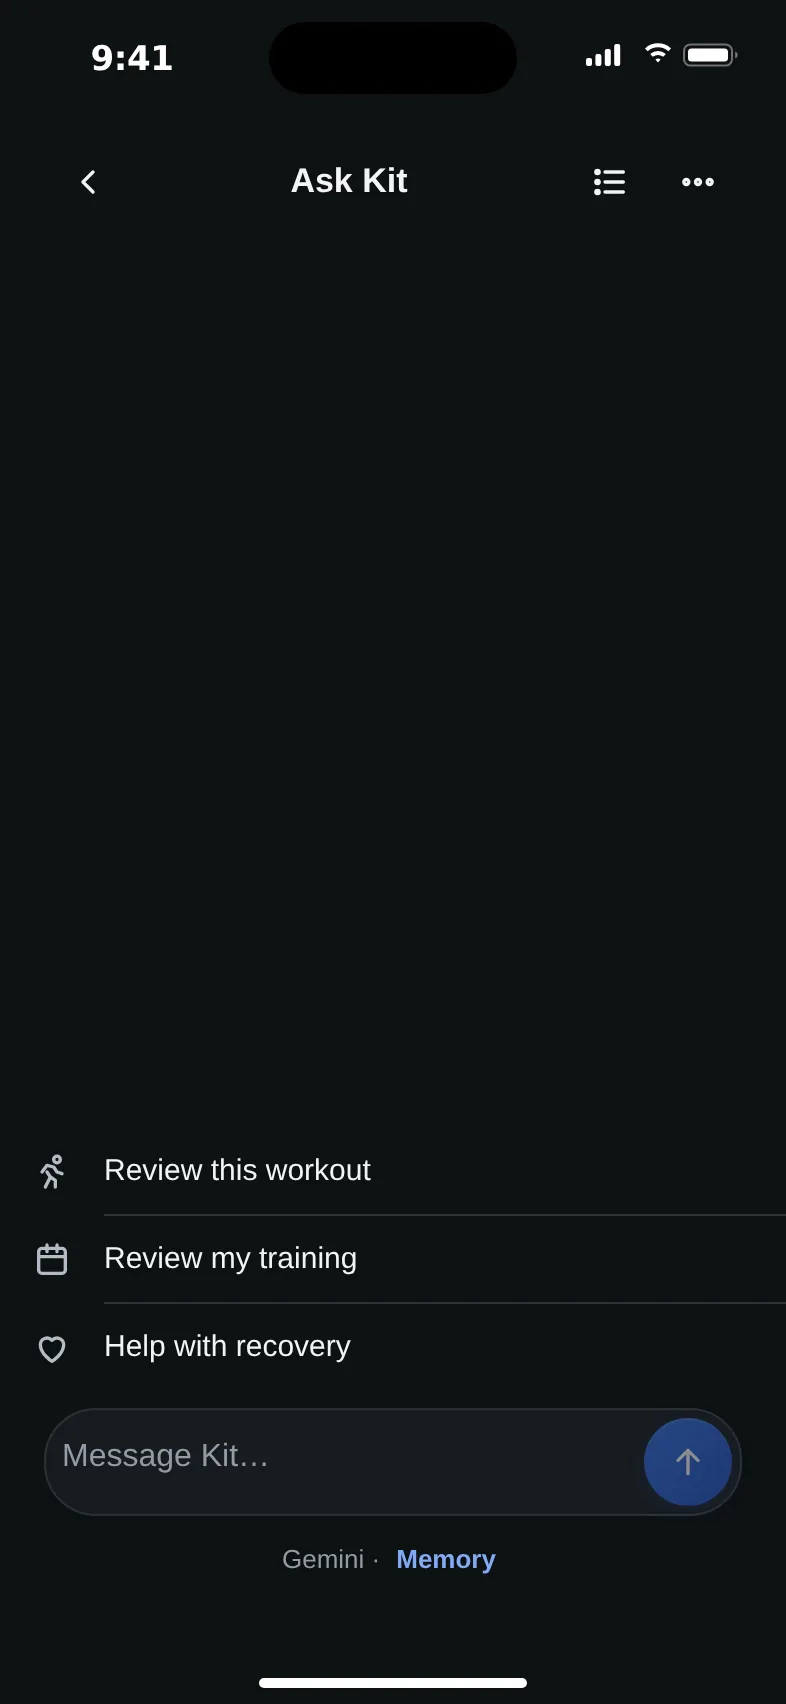 9:41
Ask Kit
Review this workout
Review my training
Help with recovery
Message Kit…
Gemini · Memory